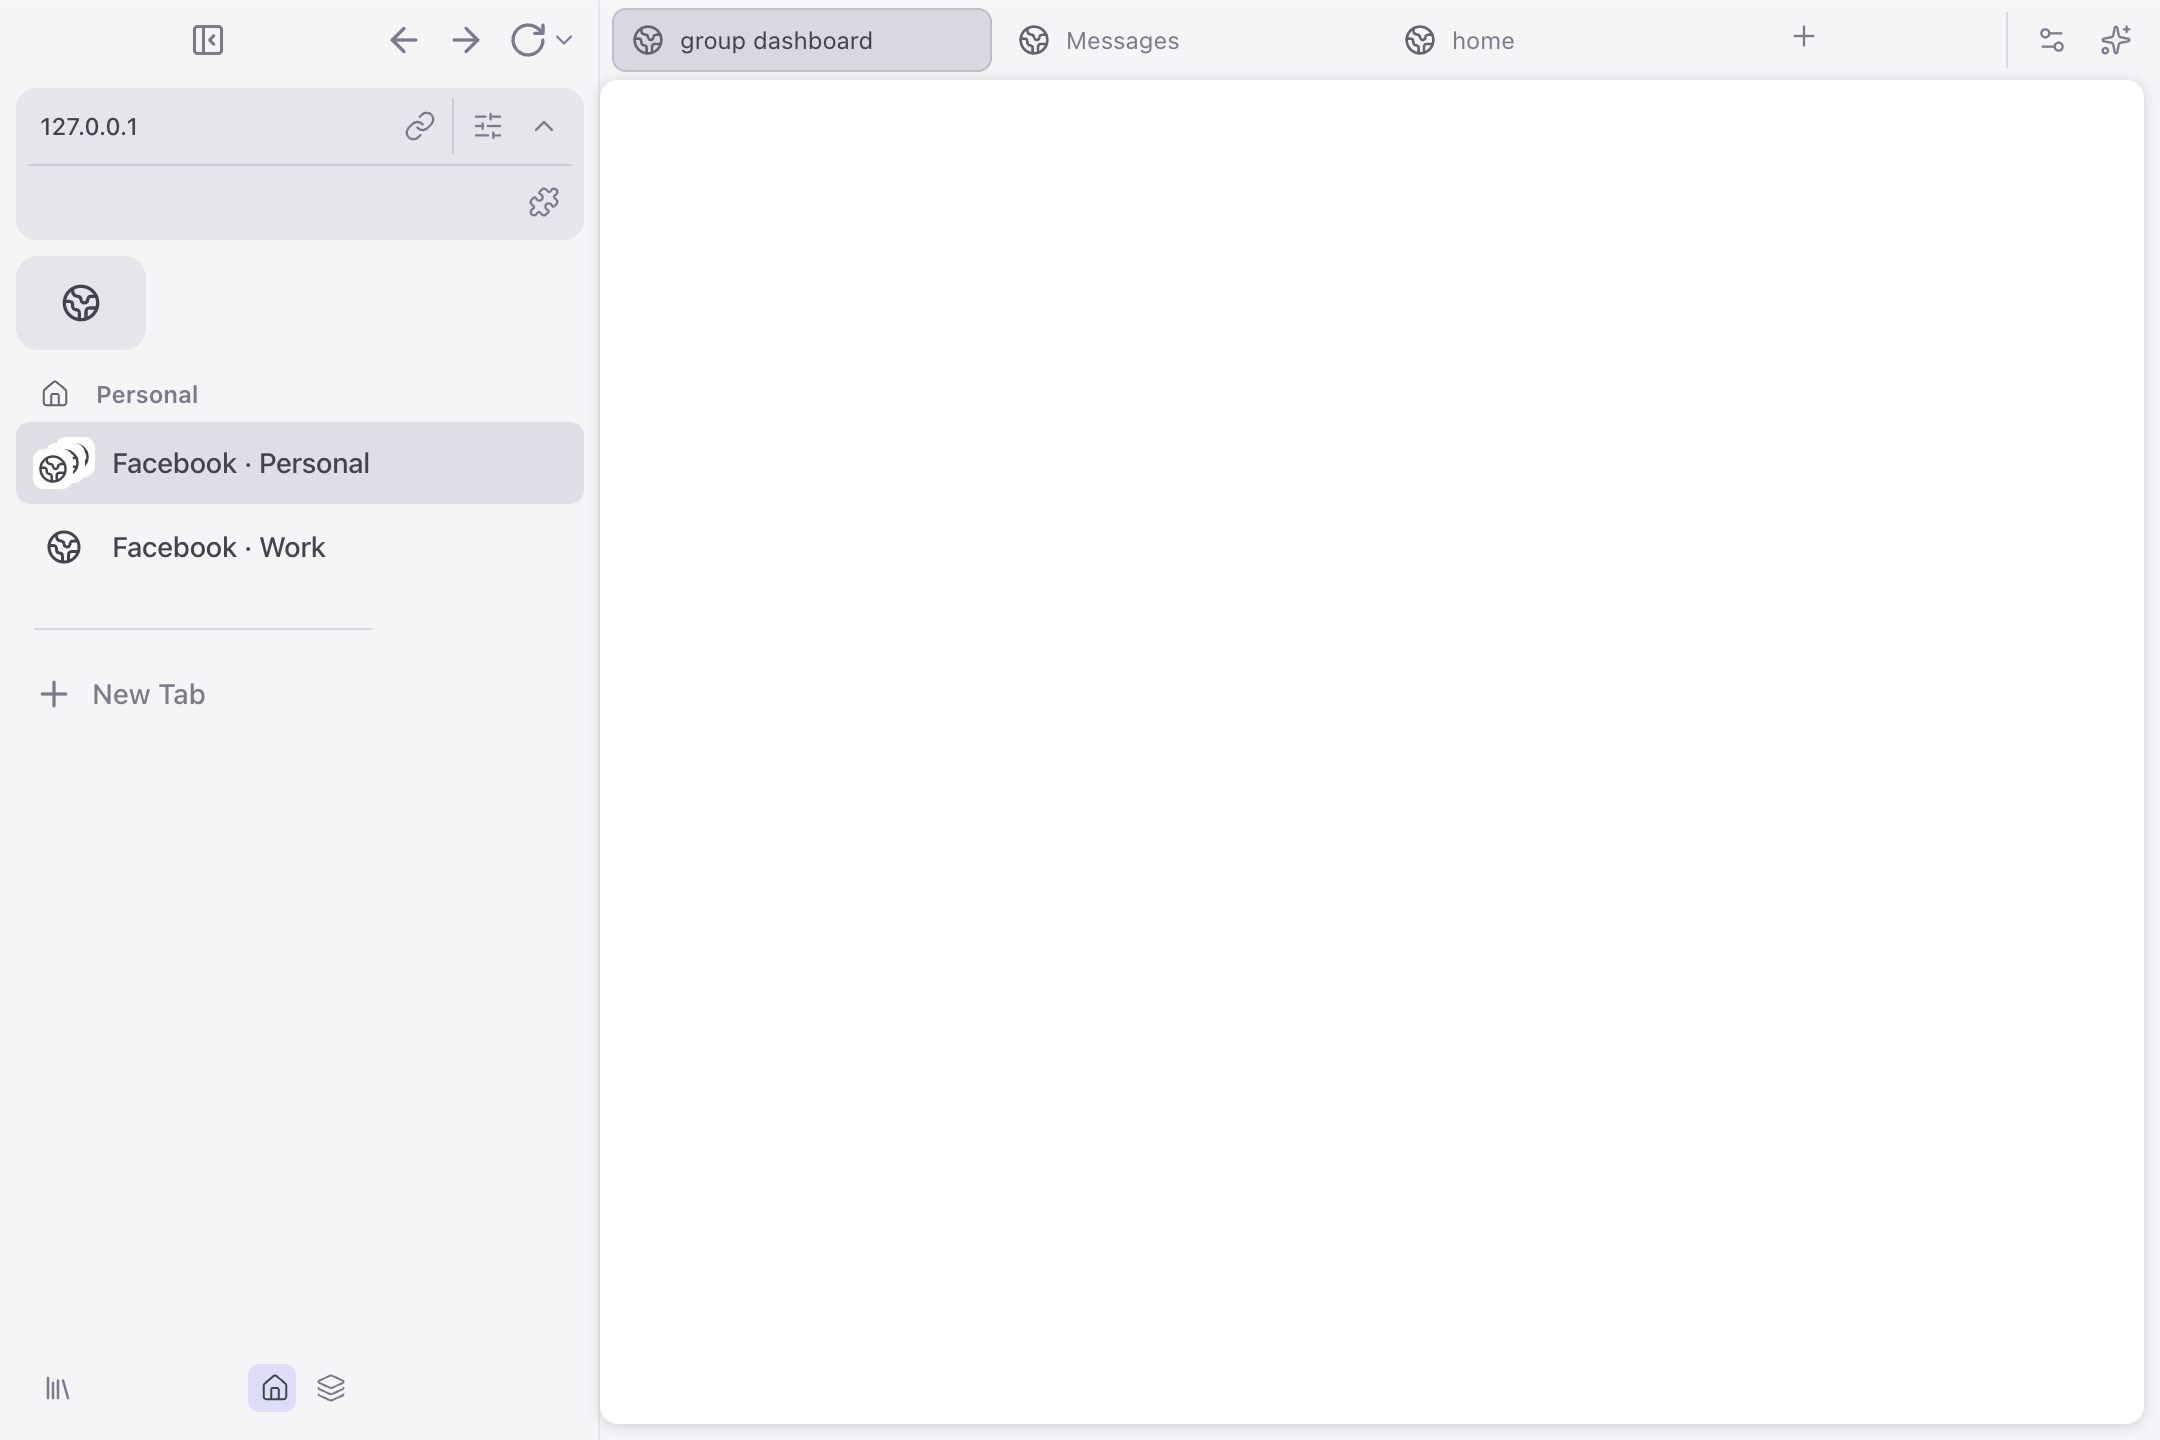 group dashboard
Messages
home
127.0.0.1
Personal
Facebook · Personal
Facebook · Work
New Tab